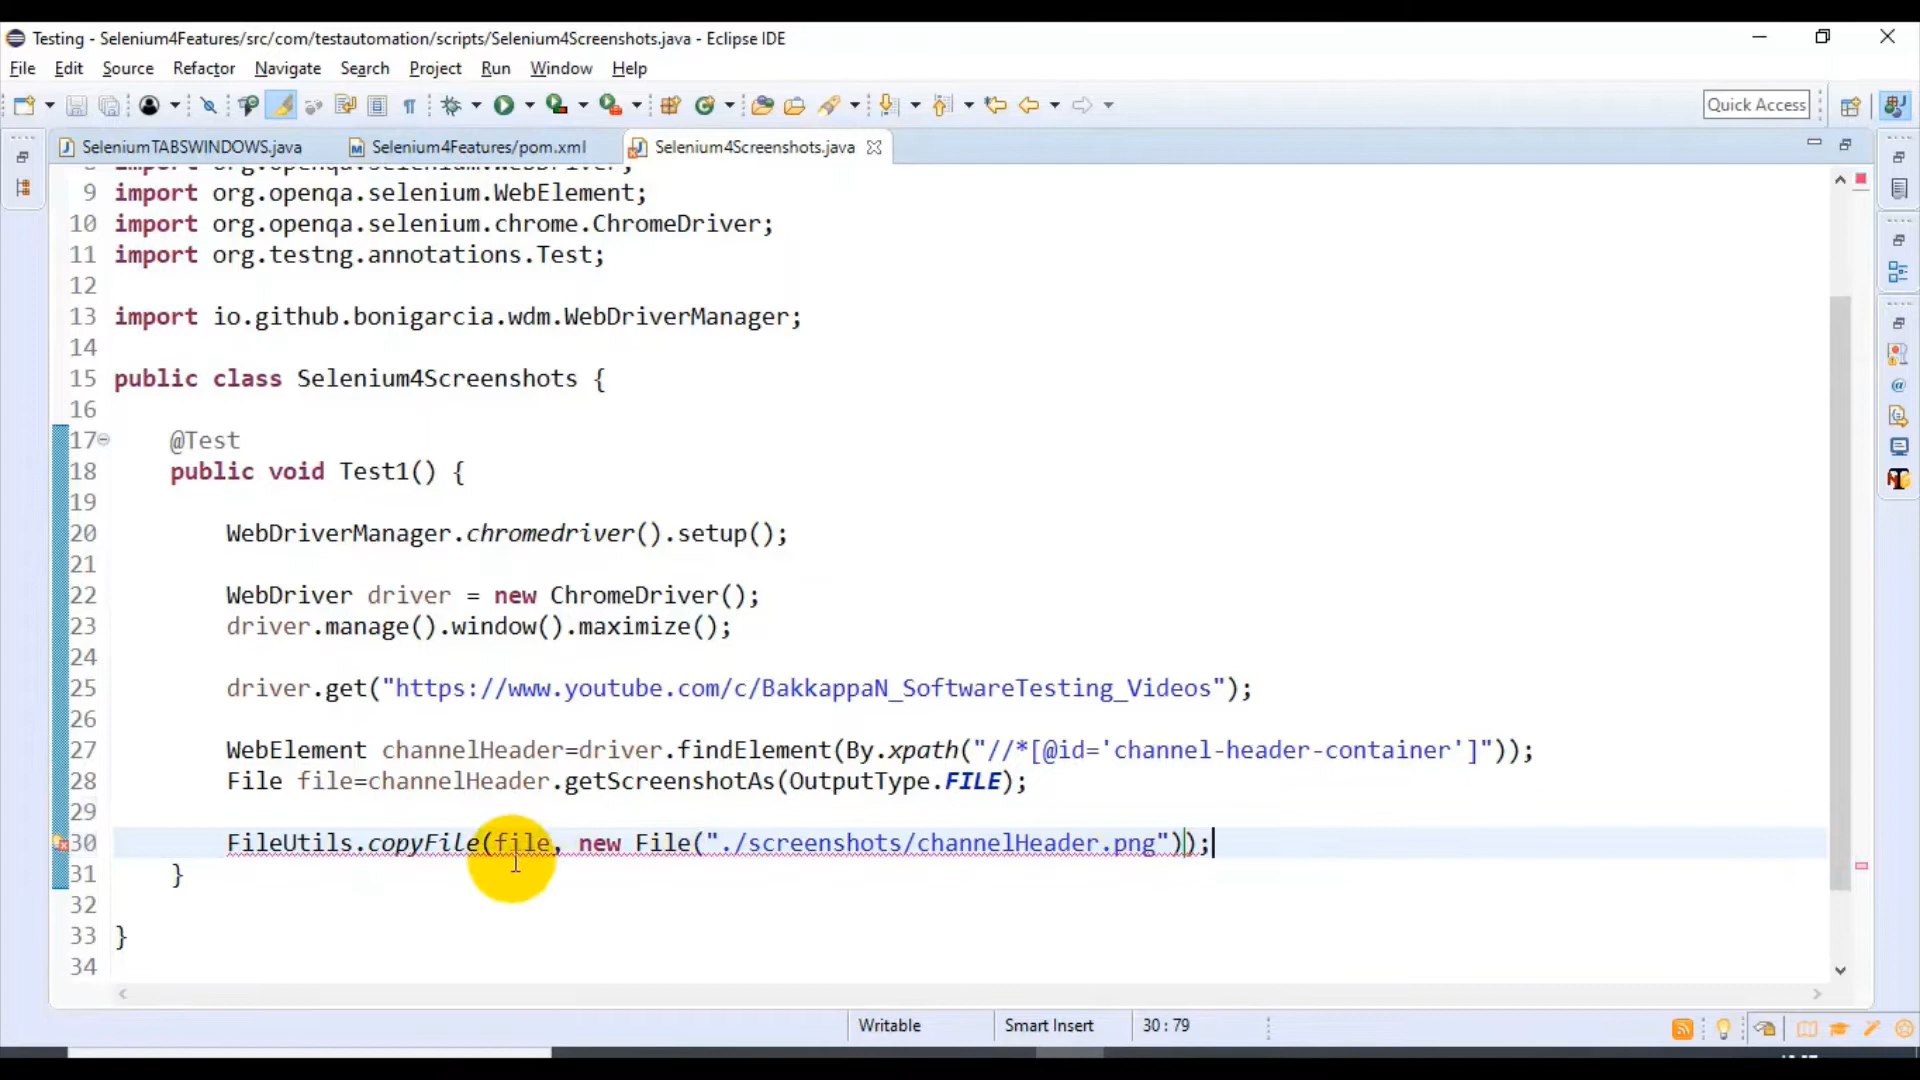 Testing - Selenium4Features/src/com/testautomation/scripts/Selenium4Screenshots.java - Eclipse IDE
File Edit Source Refactor Navigate Search Project Run Window Help
Quick Access
SeleniumTABSWINDOWS.java Selenium4Features/pom.xml Selenium4Screenshots.java
8 import org.openqa.selenium.WebDriver;
9 import org.openqa.selenium.WebElement;
10 import org.openqa.selenium.chrome.ChromeDriver;
11 import org.testng.annotations.Test;
12
13 import io.github.bonigarcia.wdm.WebDriverManager;
14
15 public class Selenium4Screenshots {
16
17 @Test
18 public void Test1() {
19
20 WebDriverManager.chromedriver().setup();
21
22 WebDriver driver = new ChromeDriver();
23 driver.manage().window().maximize();
24
25 driver.get("https://www.youtube.com/c/BakkappaN_SoftwareTesting_Videos");
26
27 WebElement channelHeader=driver.findElement(By.xpath("//*[@id='channel-header-container']"));
28 File file=channelHeader.getScreenshotAs(OutputType.FILE);
29
30 FileUtils.copyFile(file, new File("./screenshots/channelHeader.png"));
31 }
32
33 }
34
Writable Smart Insert 30 : 79